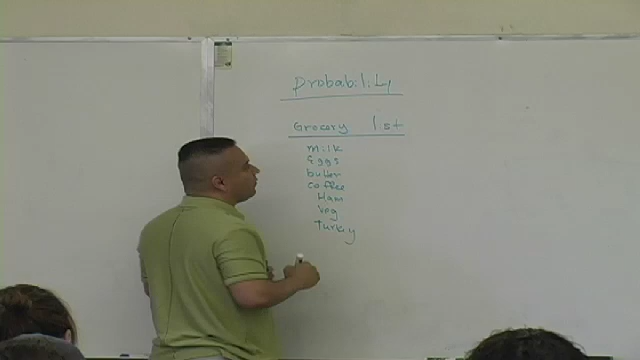 Probability
Grocery list
milk
Eggs
butter
coffee
Ham
veg
Turkey